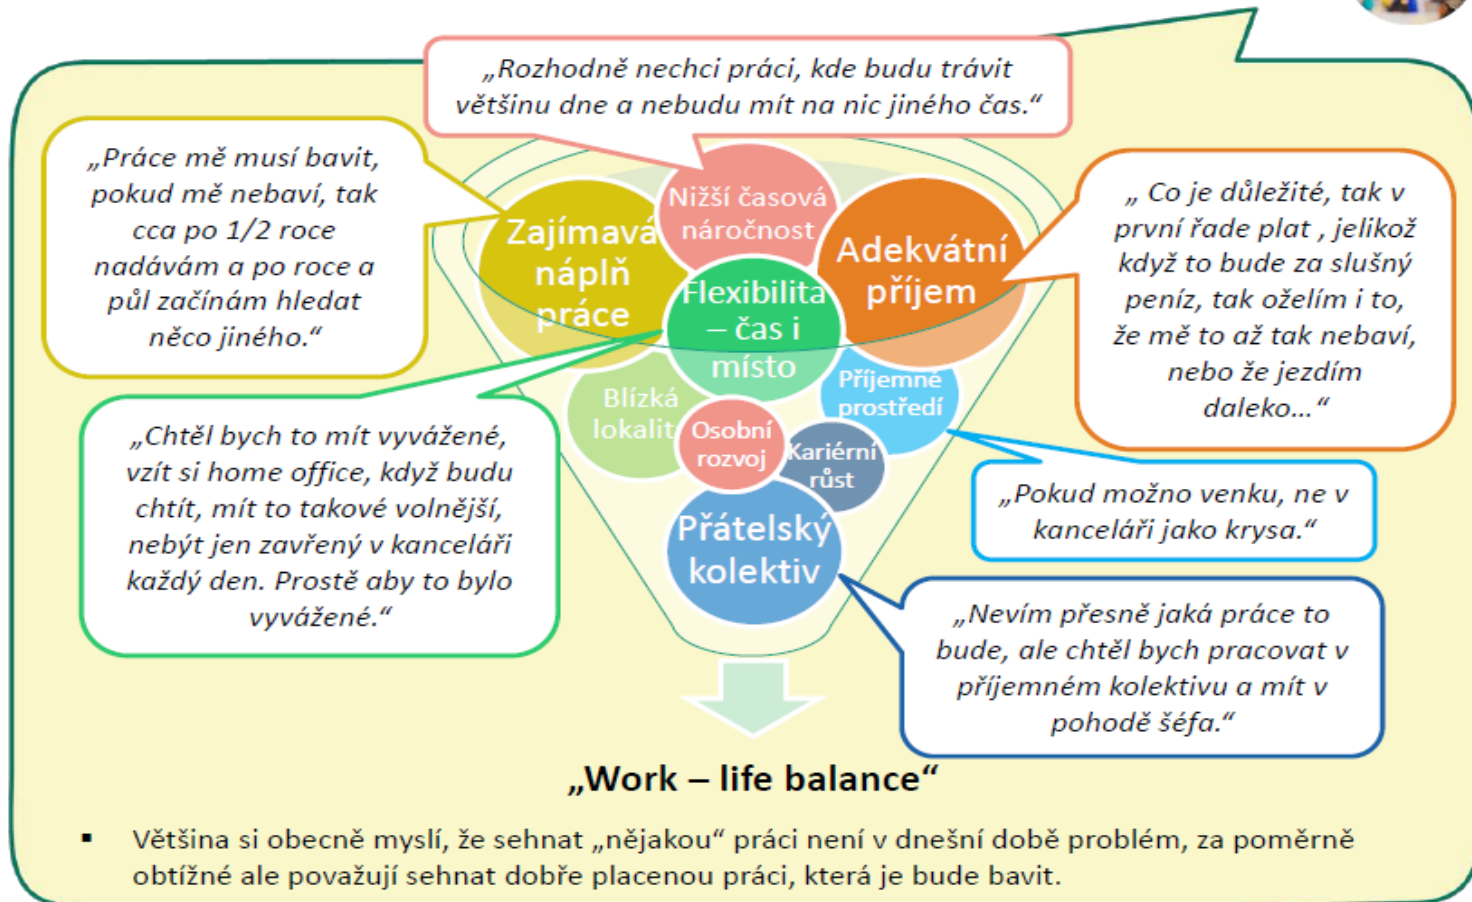 „Rozhodně nechci práci, kde budu trávit
většinu dne a nebudu mít na nic jiného čas.“
„Práce mě musí bavit,
pokud mě nebaví, tak
cca po 1/2 roce
nadávám a po roce a
půl začínám hledat
něco jiného.“
Zajímavá
náplň
práce
Nižší časová
náročnost
Adekvátní
příjem
„ Co je důležité, tak v
první řade plat , jelikož
když to bude za slušný
peníz, tak oželím i to,
že mě to až tak nebaví,
nebo že jezdím
daleko...“
Flexibilita
– čas i
místo
Blízká
lokalita
Příjemné
prostředí
Osobní
rozvoj
Kariérní
růst
Přátelský
kolektiv
„Chtěl bych to mít vyvážené,
vzít si home office, když budu
chtít, mít to takové volnější,
nebýt jen zavřený v kanceláři
každý den. Prostě aby to bylo
vyvážené.“
„Pokud možno venku, ne v
kanceláři jako krysa.“
„Nevím přesně jaká práce to
bude, ale chtěl bych pracovat v
příjemném kolektivu a mít v
pohodě šéfa.“
„Work – life balance“
▪ Většina si obecně myslí, že sehnat „nějakou“ práci není v dnešní době problém, za poměrně
obtížné ale považují sehnat dobře placenou práci, která je bude bavit.